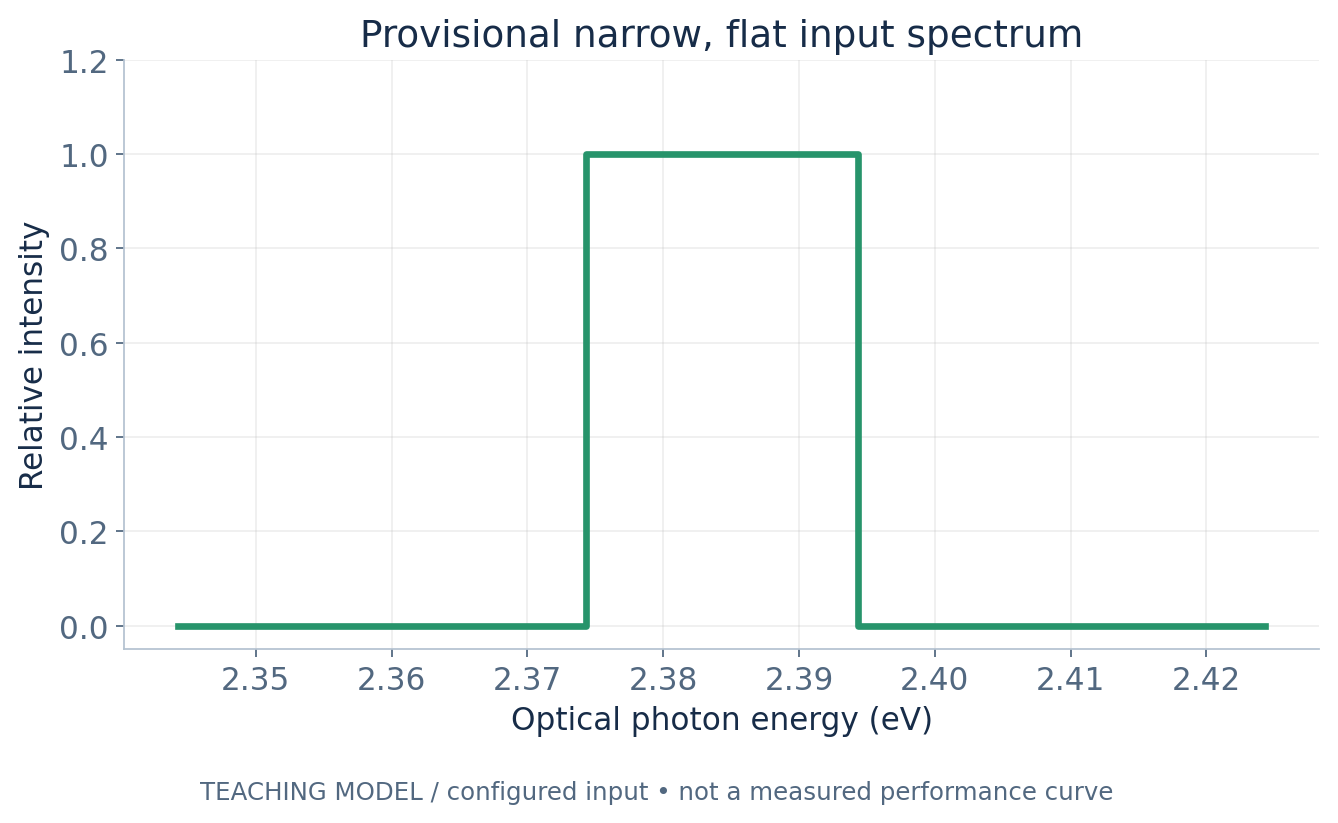 Provisional narrow, flat input spectrum
1.2
1.0
0.8
0.6
0.4
0.2
0.0
Relative intensity
2.35 2.36 2.37 2.38 2.39 2.40 2.41 2.42
Optical photon energy (eV)
TEACHING MODEL / configured input • not a measured performance curve